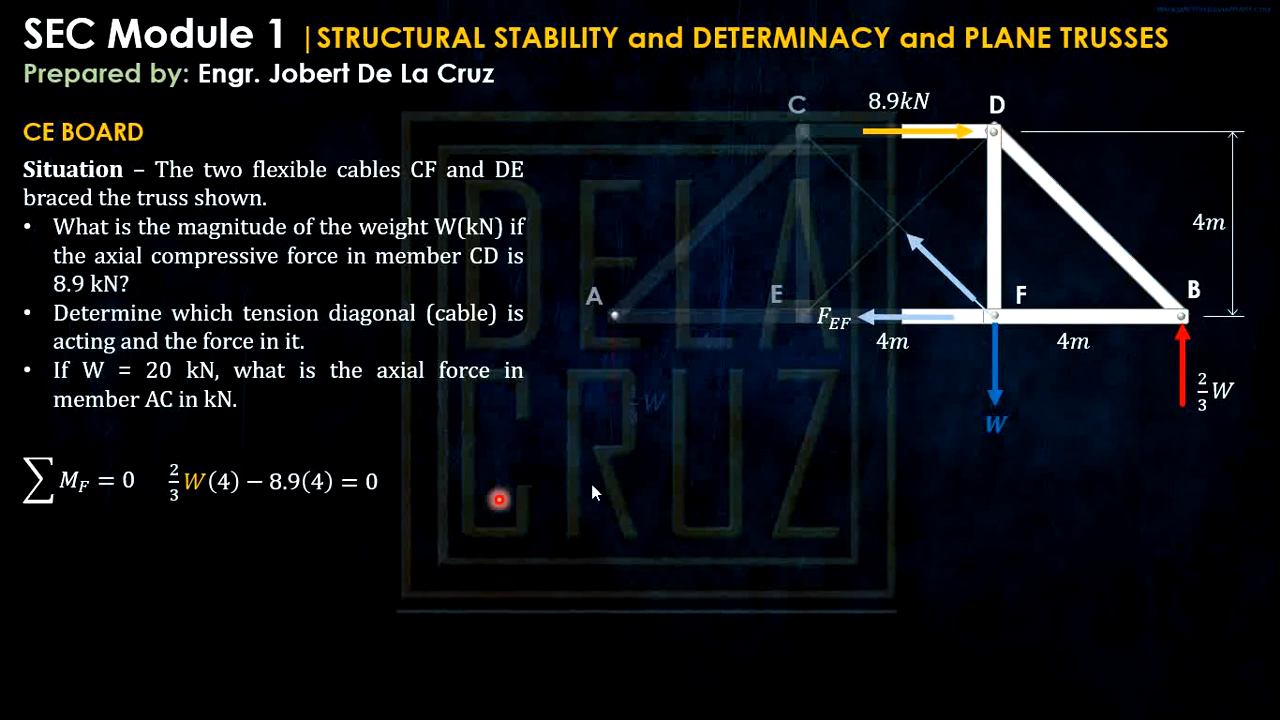 SEC Module 1 |STRUCTURAL STABILITY and DETERMINACY and PLANE TRUSSES
Prepared by: Engr. Jobert De La Cruz
CE BOARD
Situation – The two flexible cables CF and DE
braced the truss shown.
• What is the magnitude of the weight W(kN) if
the axial compressive force in member CD is
8.9 kN?
• Determine which tension diagonal (cable) is
acting and the force in it.
• If W = 20 kN, what is the axial force in
member AC in kN.
∑ M_F = 0 2/3 W(4) − 8.9(4) = 0
C
8.9kN
D
4m
A
E
F_EF
F
B
4m
4m
W
2/3 W
W
DELA
CRUZ